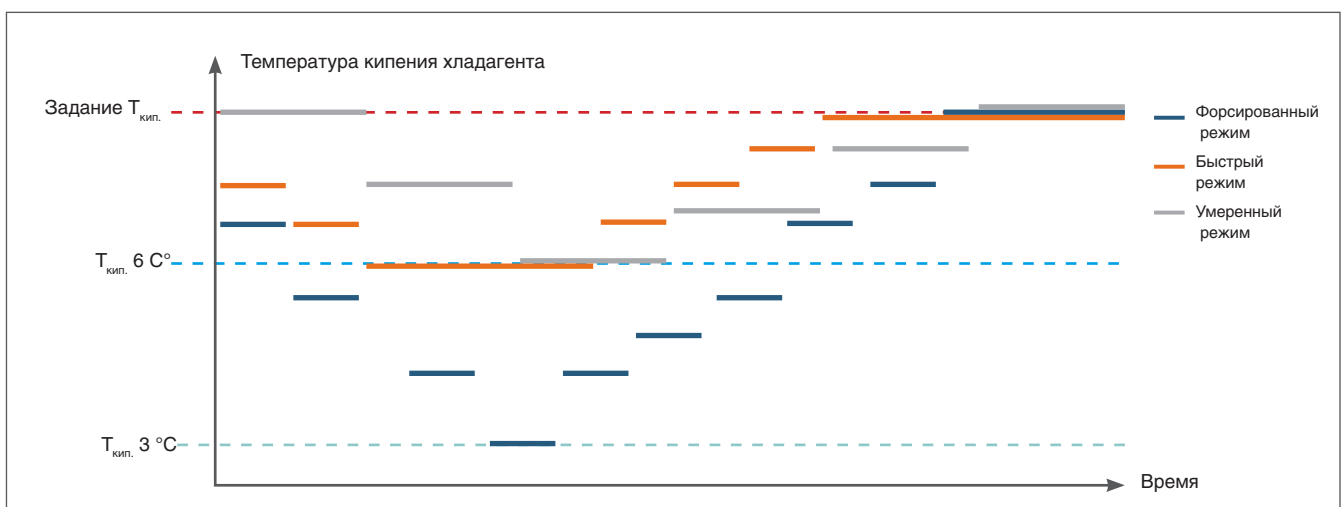 Температура кипения хладагента
Задание Ткип.
Форсированный
режим
Быстрый
режим
Умеренный
режим
Ткип. 6 С°
Ткип. 3 °С
Время